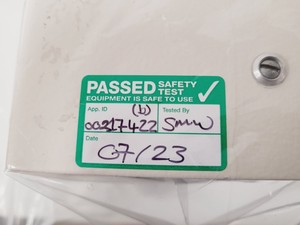 PASSED SAFETY TEST
EQUIPMENT IS SAFE TO USE
App. ID (b) Tested By
00217422
Date
07/23